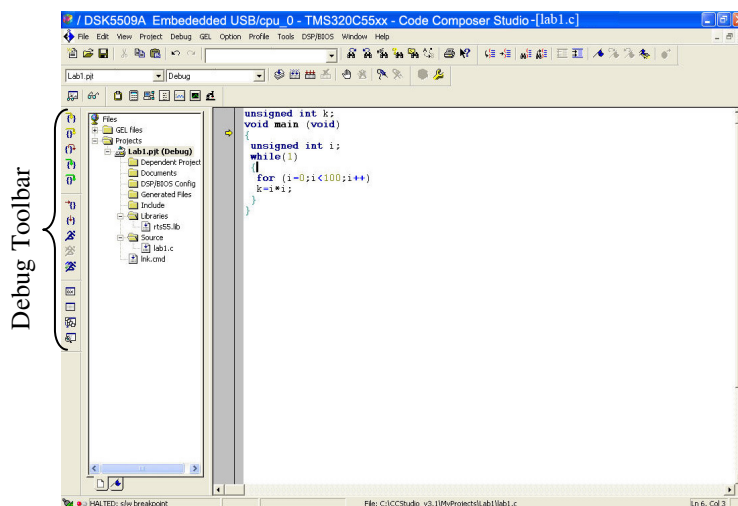 / DSK5509A Embededded USB/cpu_0 - TMS320C55xx - Code Composer Studio-[lab1.c]
File Edit View Project Debug GEL Option Profile Tools DSP/BIOS Window Help
Lab1.pjt Debug
Debug Toolbar
Files
GEL files
Projects
Lab1.pjt (Debug)
Dependent Project
Documents
DSP/BIOS Config
Generated Files
Include
Libraries
rts55.lib
Source
lab1.c
lnk.cmd
unsigned int k;
void main (void)
{
unsigned int i;
while(1)
{
for (i=0;i<100;i++)
k=i*i;
}
}
HALTED: s/w breakpoint
File: C:\CCStudio_v3.1\MyProjects\Lab1\lab1.c
Ln 6, Col 3